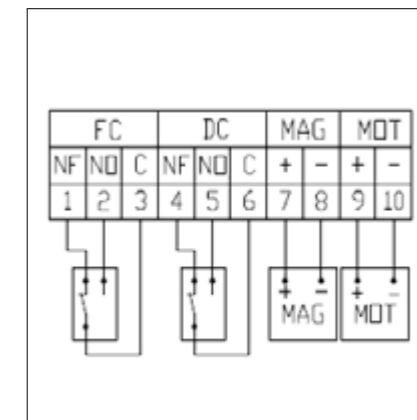 FC DC MAG MOT
NF NO C NF NO C + - + -
1 2 3 4 5 6 7 8 9 10
+ - + -
MAG MOT